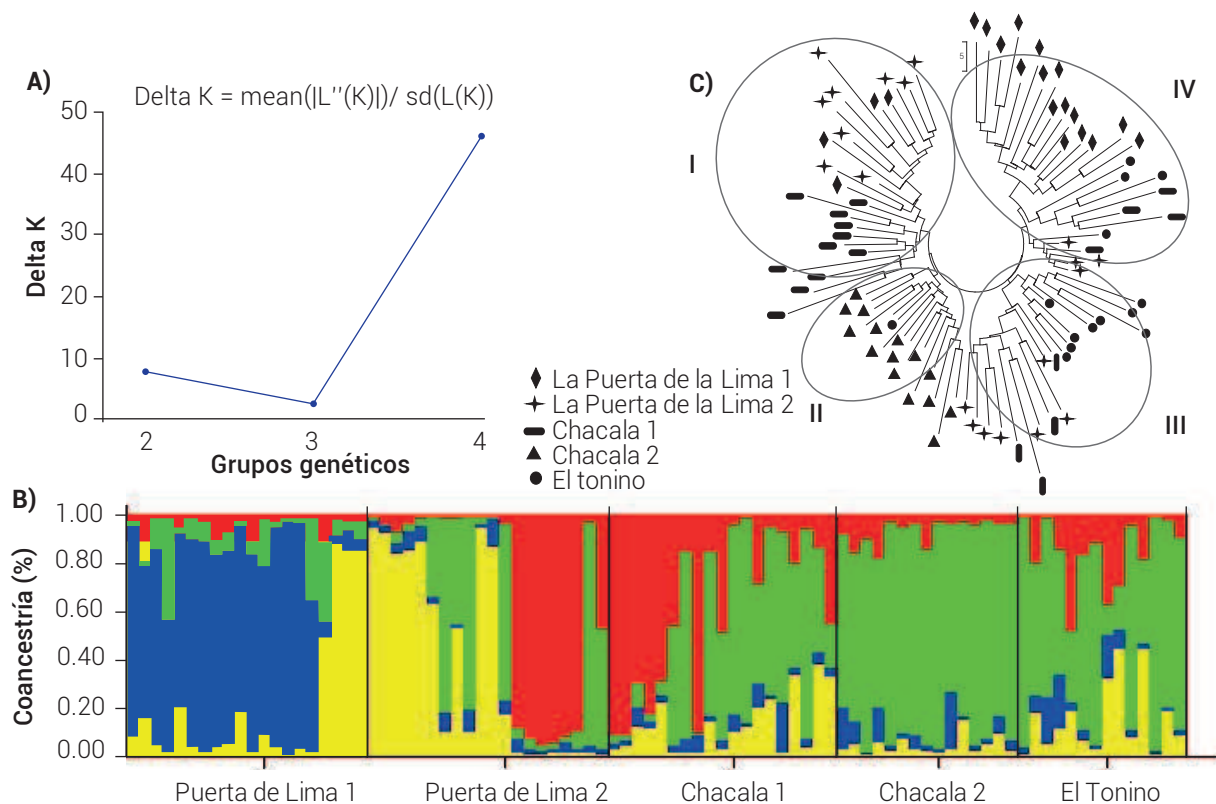 A)
Delta K = mean(|L''(K)|)/ sd(L(K))
50
40
30
20
10
0
Delta K
2
3
4
Grupos genéticos
C)
5
I
II
III
IV
La Puerta de la Lima 1
La Puerta de la Lima 2
Chacala 1
Chacala 2
El tonino
B)
1.00
0.80
0.60
0.40
0.20
0.00
Coancestría (%)
Puerta de Lima 1
Puerta de Lima 2
Chacala 1
Chacala 2
El Tonino